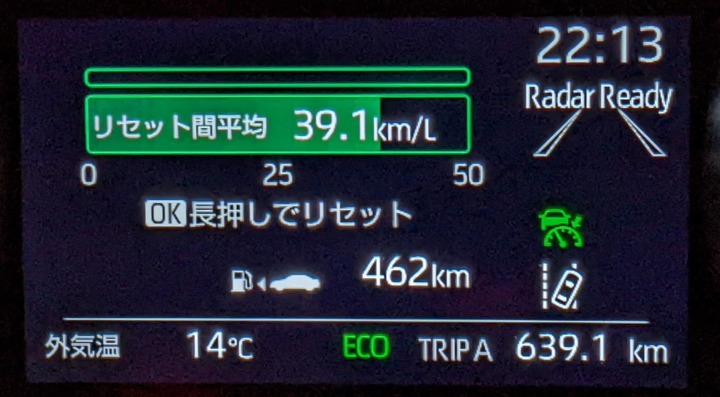 22:13
Radar Ready
リセット間平均 39.1km/L
0 25 50
OK長押しでリセット
462km
外気温 14℃ ECO TRIP A 639.1 km